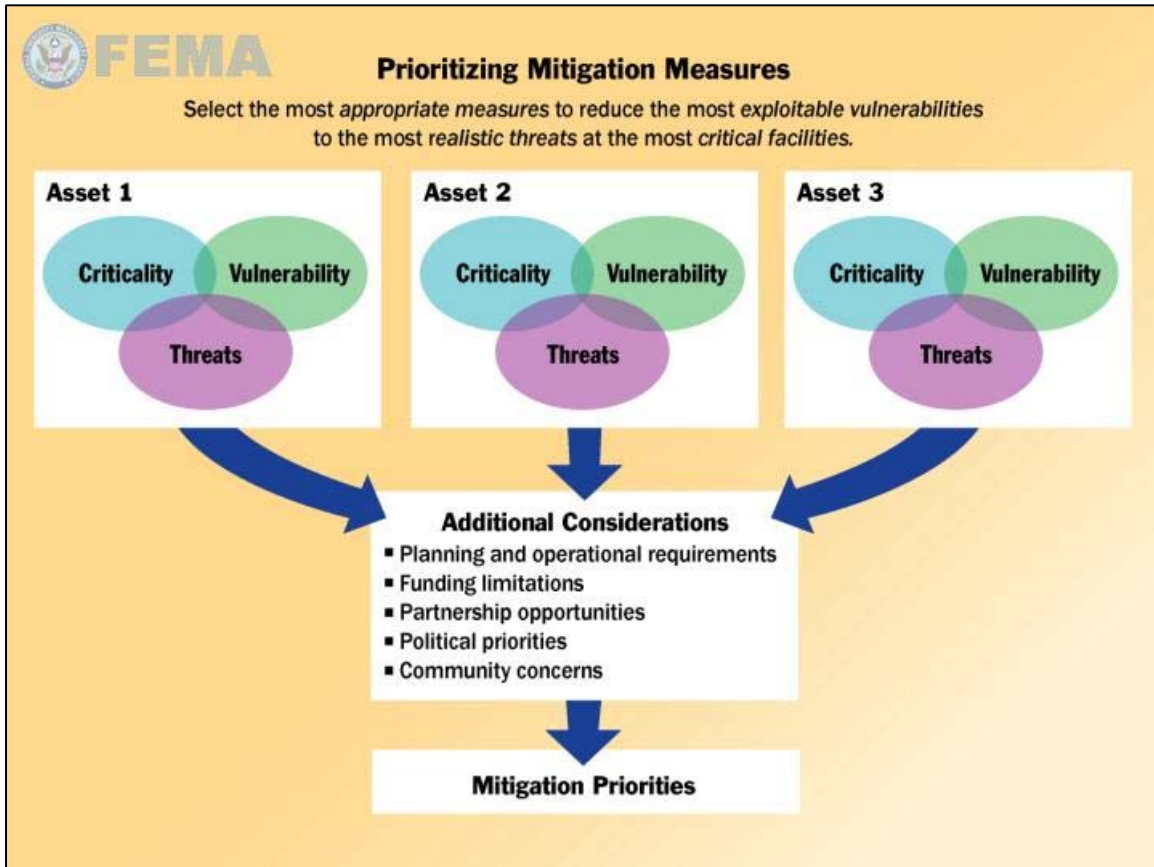 FEMA
Prioritizing Mitigation Measures
Select the most appropriate measures to reduce the most exploitable vulnerabilities
to the most realistic threats at the most critical facilities.
Asset 1
Criticality
Vulnerability
Threats
Asset 2
Criticality
Vulnerability
Threats
Asset 3
Criticality
Vulnerability
Threats
Additional Considerations
▪ Planning and operational requirements
▪ Funding limitations
▪ Partnership opportunities
▪ Political priorities
▪ Community concerns
Mitigation Priorities